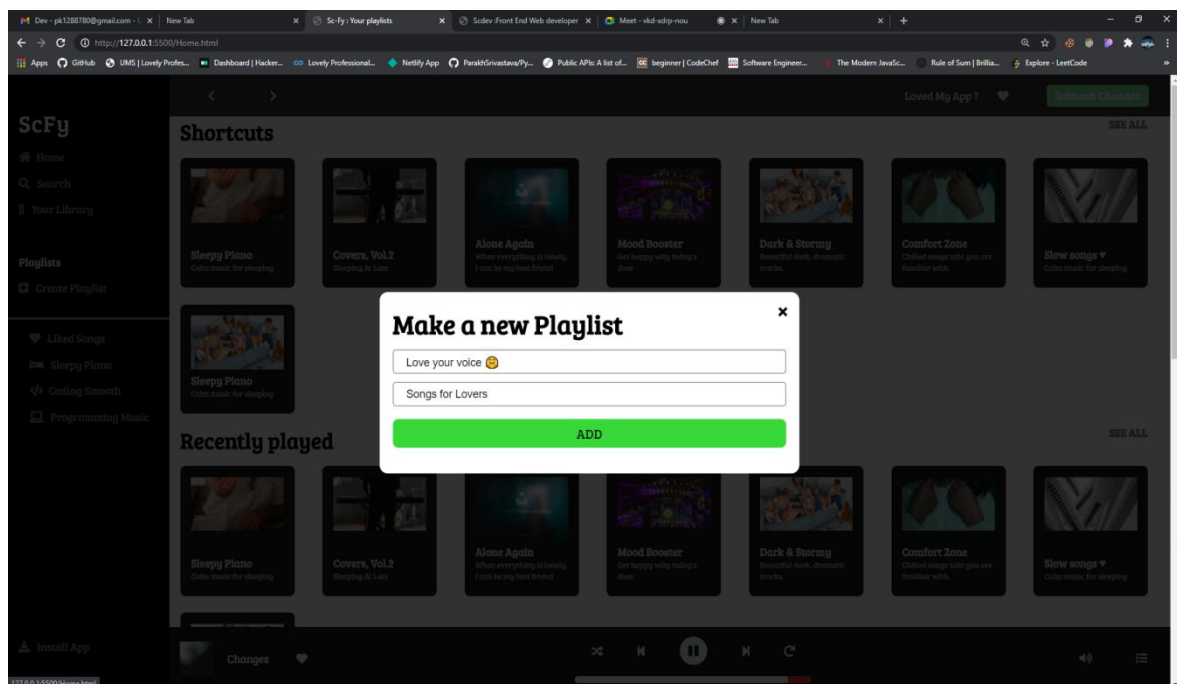 Dev - pk1288780@gmail.com -
New Tab
Sc-Fy : Your playlists
Scdev :Front End Web developer
Meet - vkd-xdrp-nou
New Tab
http://127.0.0.1:5500/Home.html
Apps
GitHub
UMS | Lovely Profes...
Dashboard | Hacker...
Lovely Professional...
Netlify App
ParakhSrivastava/Py...
Public APIs: A list of...
beginner | CodeChef
Software Engineer...
The Modern JavaSc...
Rule of Sum | Brillia...
Explore - LeetCode
Loved My App ?
Subhash Chandra
ScFy
Home
Search
Your Library
Playlists
Create Playlist
Liked Songs
Sleepy Piano
Coding Smooth
Programming Music
Install App
Shortcuts
SEE ALL
Sleepy Piano
Calm music for sleeping
Covers, Vol.2
Sleeping At Last
Alone Again
When everything is lonely,
I can be my best friend
Mood Booster
Get happy wity today's
dose
Dark & Stormy
Beautiful dark, dramatic
tracks.
Comfort Zone
Chilled songs taht you are
familiar with.
Slow songs ♥
Calm music for sleeping
Sleepy Piano
Calm music for sleeping
Make a new Playlist
Love your voice 🤗
Songs for Lovers
ADD
Recently played
SEE ALL
Sleepy Piano
Calm music for sleeping
Covers, Vol.2
Sleeping At Last
Alone Again
When everything is lonely,
I can be my best friend
Mood Booster
Get happy wity today's
dose
Dark & Stormy
Beautiful dark, dramatic
tracks.
Comfort Zone
Chilled songs taht you are
familiar with.
Slow songs ♥
Calm music for sleeping
Changes
127.0.0.1:5500/Home.html